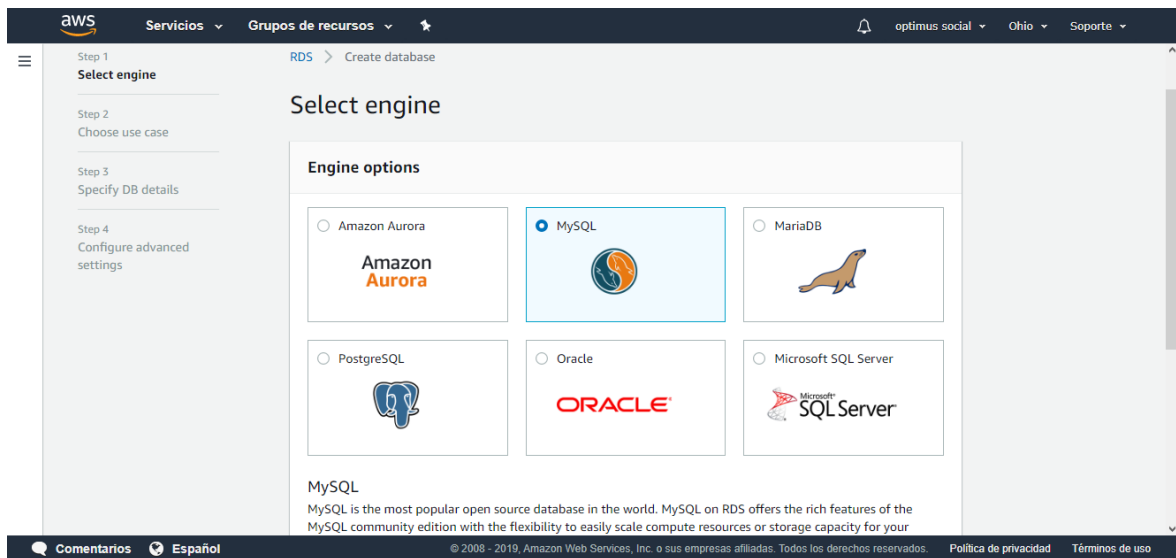 aws Servicios Grupos de recursos optimus social Ohio Soporte
Step 1
Select engine
Step 2
Choose use case
Step 3
Specify DB details
Step 4
Configure advanced
settings
RDS > Create database
Select engine
Engine options
Amazon Aurora
Amazon
Aurora
MySQL
MariaDB
PostgreSQL
Oracle
ORACLE
Microsoft SQL Server
Microsoft
SQL Server
MySQL
MySQL is the most popular open source database in the world. MySQL on RDS offers the rich features of the
MySQL community edition with the flexibility to easily scale compute resources or storage capacity for your
Comentarios Español © 2008 - 2019, Amazon Web Services, Inc. o sus empresas afiliadas. Todos los derechos reservados. Política de privacidad Términos de uso